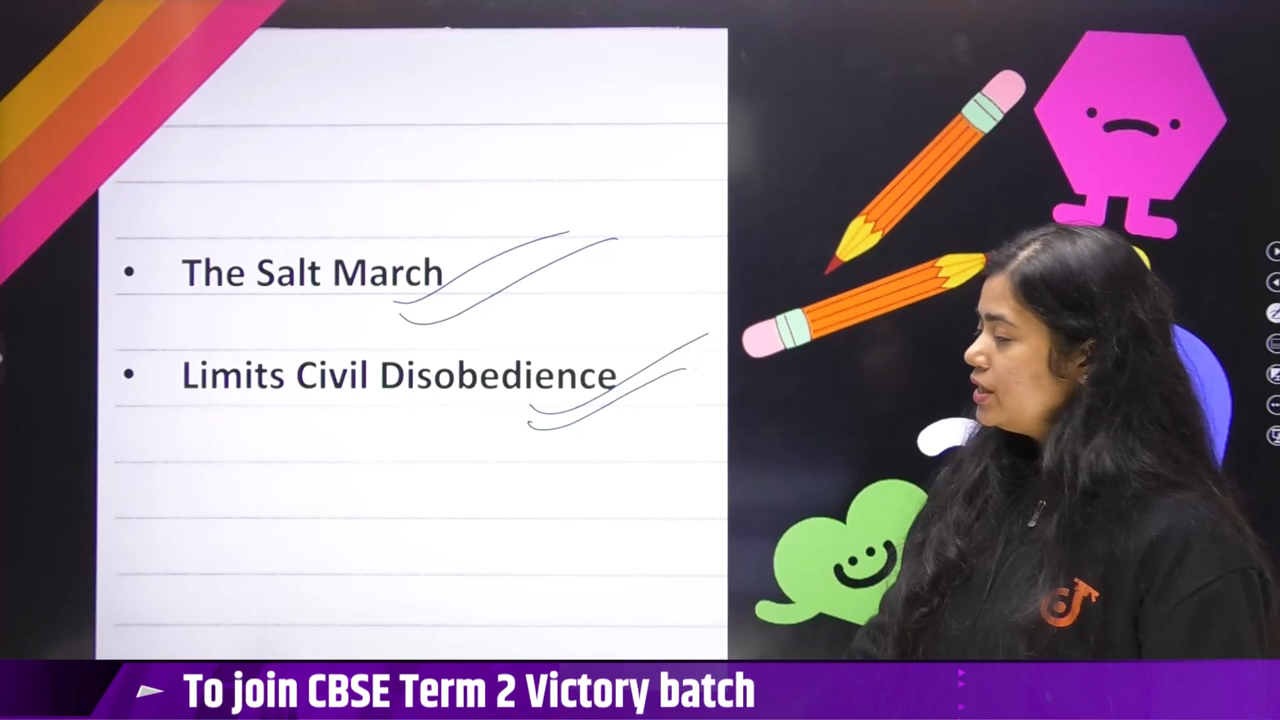 • The Salt March
• Limits Civil Disobedience
To join CBSE Term 2 Victory batch